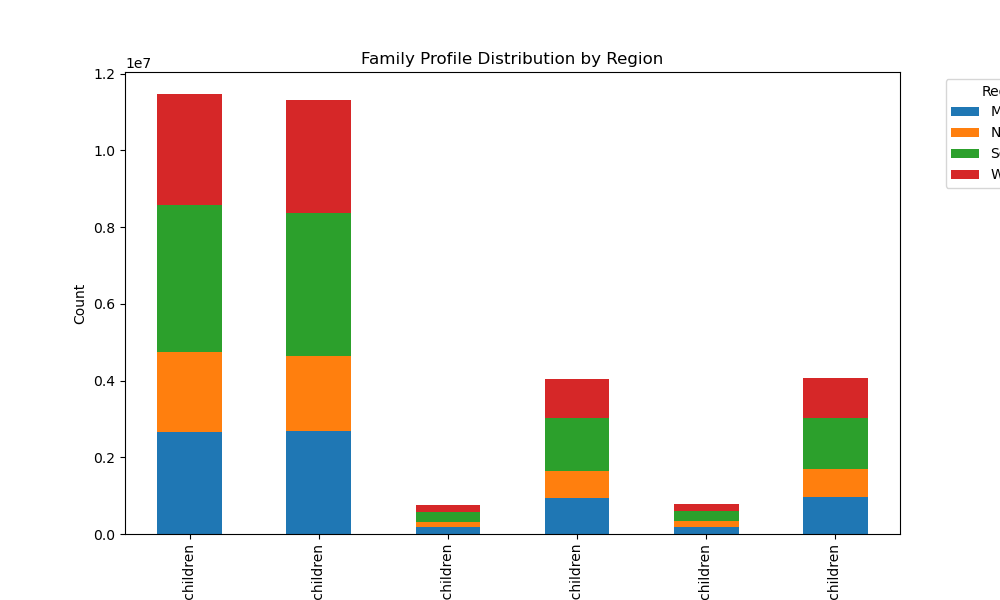 Family Profile Distribution by Region
1e7
1.2
1.0
0.8
0.6
0.4
0.2
0.0
Count
children
children
children
children
children
children